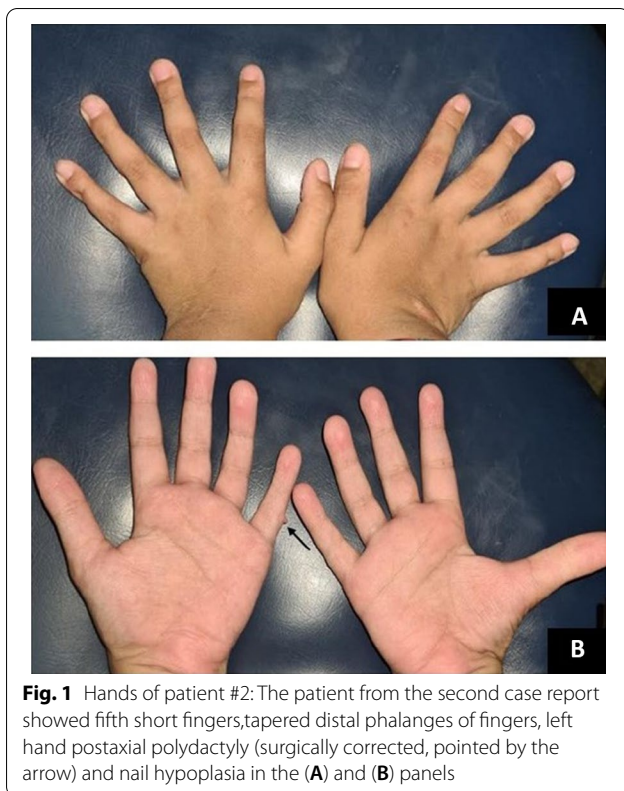 A
B
Fig. 1 Hands of patient #2: The patient from the second case report
showed fifth short fingers,tapered distal phalanges of fingers, left
hand postaxial polydactyly (surgically corrected, pointed by the
arrow) and nail hypoplasia in the (A) and (B) panels